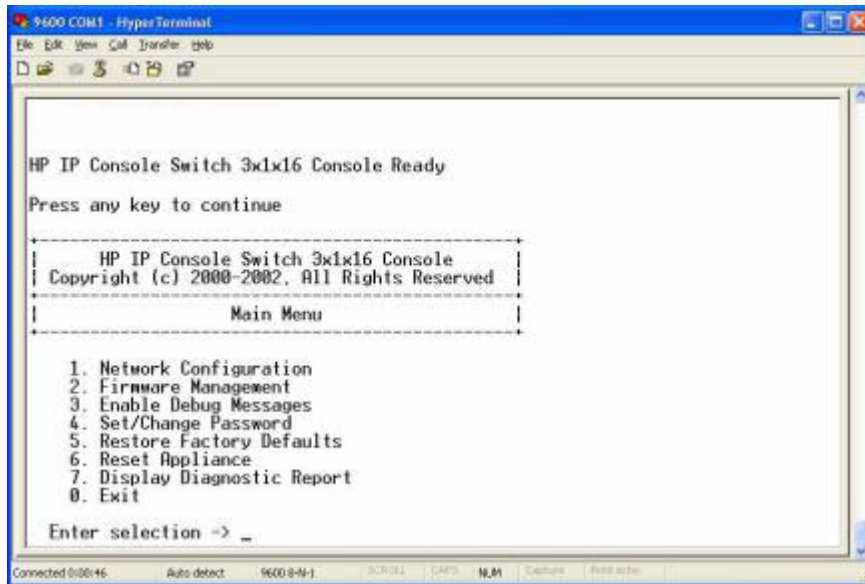 9600 COM1 - HyperTerminal
File Edit View Call Transfer Help
HP IP Console Switch 3x1x16 Console Ready
Press any key to continue
HP IP Console Switch 3x1x16 Console
Copyright (c) 2000-2002, All Rights Reserved
Main Menu
1. Network Configuration
2. Firmware Management
3. Enable Debug Messages
4. Set/Change Password
5. Restore Factory Defaults
6. Reset Appliance
7. Display Diagnostic Report
0. Exit
Enter selection -> _
Connected 0:00:46 Auto detect 9600 8-N-1 SCROLL CAPS NUM Capture Print echo